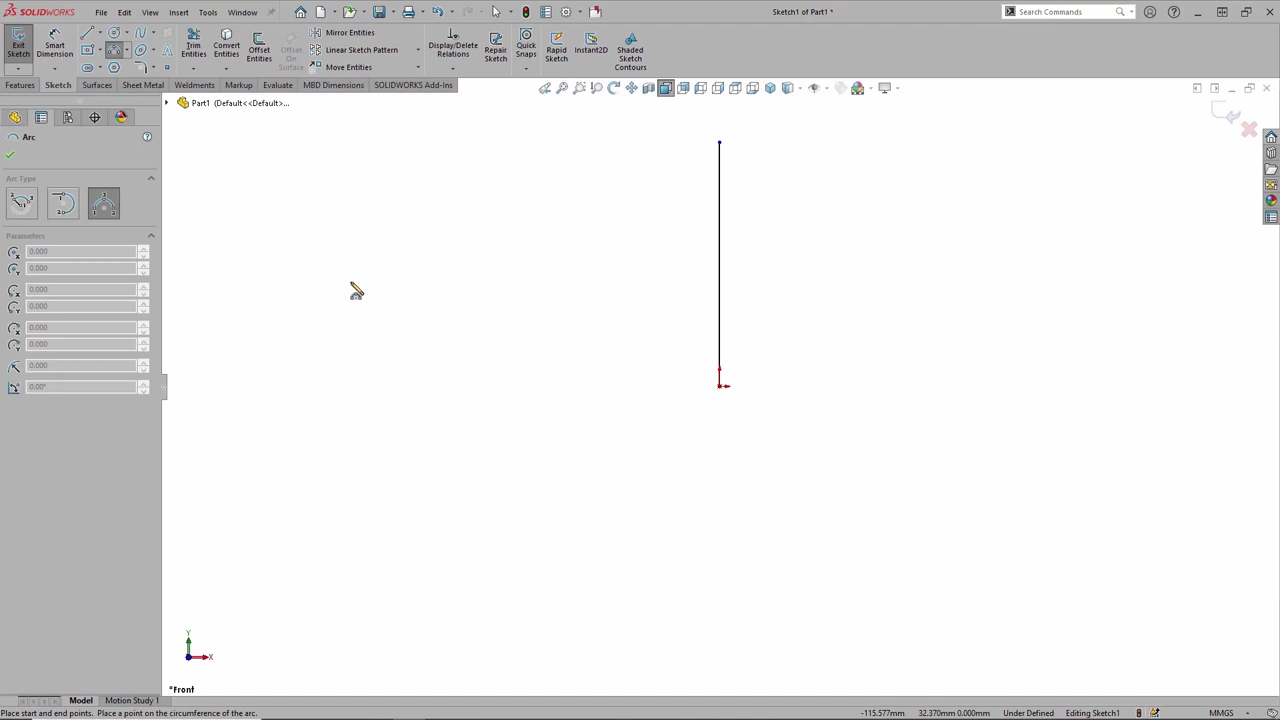 SOLIDWORKS
File
Edit
View
Insert
Tools
Window
Sketch1 of Part1 *
Search Commands
Exit
Sketch
Smart
Dimension
Trim
Entities
Convert
Entities
Offset
Entities
Offset
On
Surface
Mirror Entities
Linear Sketch Pattern
Move Entities
Display/Delete
Relations
Repair
Sketch
Quick
Snaps
Rapid
Sketch
Instant2D
Shaded
Sketch
Contours
Features
Sketch
Surfaces
Sheet Metal
Weldments
Markup
Evaluate
MBD Dimensions
SOLIDWORKS Add-Ins
Part1 (Default<<Default>...
Arc
Arc Type
Parameters
0.000
0.000
0.000
0.000
0.000
0.000
0.000
0.00°
Y
X
*Front
Model
Motion Study 1
Place start and end points. Place a point on the circumference of the arc.
-115.577mm
32.370mm 0.000mm
Under Defined
Editing Sketch1
MMGS